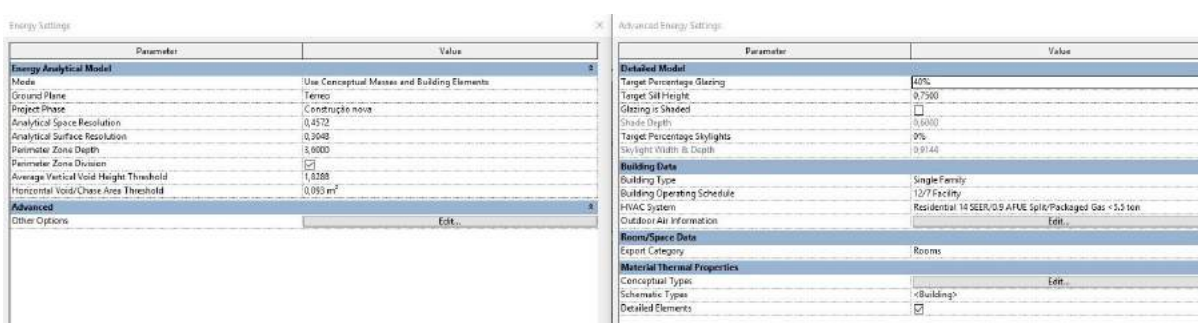 Energy Settings
Parameter Value
Energy Analytical Model
Mode Use Conceptual Masses and Building Elements
Ground Plane Térreo
Project Phase Construção nova
Analytical Space Resolution 0,4572
Analytical Surface Resolution 0,3048
Perimeter Zone Depth 3,6000
Perimeter Zone Division
Average Vertical Void Height Threshold 1,8288
Horizontal Void/Chase Area Threshold 0,093 m²
Advanced
Other Options Edit...
Advanced Energy Settings
Parameter Value
Detailed Model
Target Percentage Glazing 40%
Target Sill Height 0,7500
Glazing is Shaded
Shade Depth 0,6000
Target Percentage Skylights 0%
Skylight Width & Depth 0,9144
Building Data
Building Type Single Family
Building Operating Schedule 12/7 Facility
HVAC System Residential 14 SEER/0.9 AFUE Split/Packaged Gas <5.5 ton
Outdoor Air Information Edit...
Room/Space Data
Export Category Rooms
Material Thermal Properties
Conceptual Types Edit...
Schematic Types <Building>
Detailed Elements